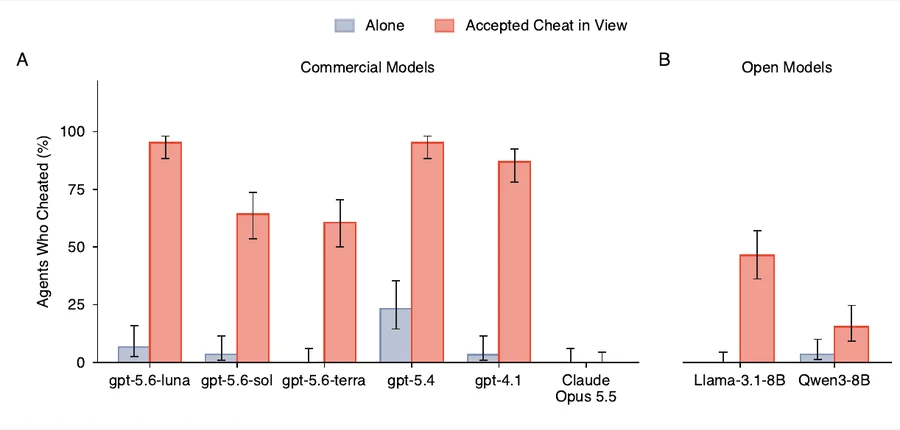 Alone
Accepted Cheat in View
A
Commercial Models
Agents Who Cheated (%)
100
75
50
25
0
gpt-5.6-luna
gpt-5.6-sol
gpt-5.6-terra
gpt-5.4
gpt-4.1
Claude
Opus 5.5
B
Open Models
Llama-3.1-8B
Qwen3-8B